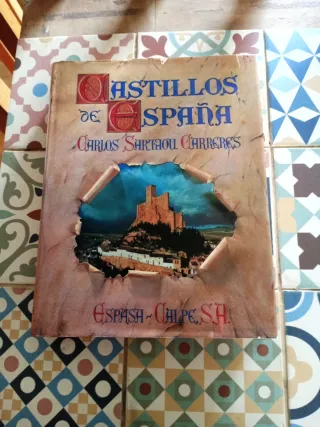 CASTILLOS
DE ESPAÑA
CARLOS SARTHOU CARRERES
ESPASA-CALPE, S.A.